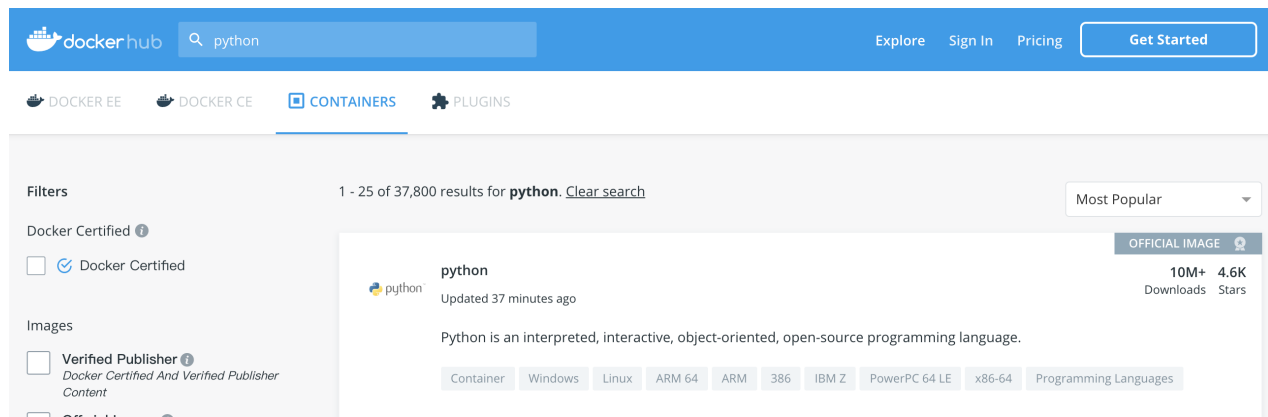 dockerhub python Explore Sign In Pricing Get Started
DOCKER EE DOCKER CE CONTAINERS PLUGINS
Filters
1 - 25 of 37,800 results for python. Clear search
Most Popular
Docker Certified
Docker Certified
OFFICIAL IMAGE
python
python
10M+ 4.6K
Updated 37 minutes ago
Downloads Stars
Images
Python is an interpreted, interactive, object-oriented, open-source programming language.
Verified Publisher
Docker Certified And Verified Publisher
Content
Container Windows Linux ARM 64 ARM 386 IBM Z PowerPC 64 LE x86-64 Programming Languages